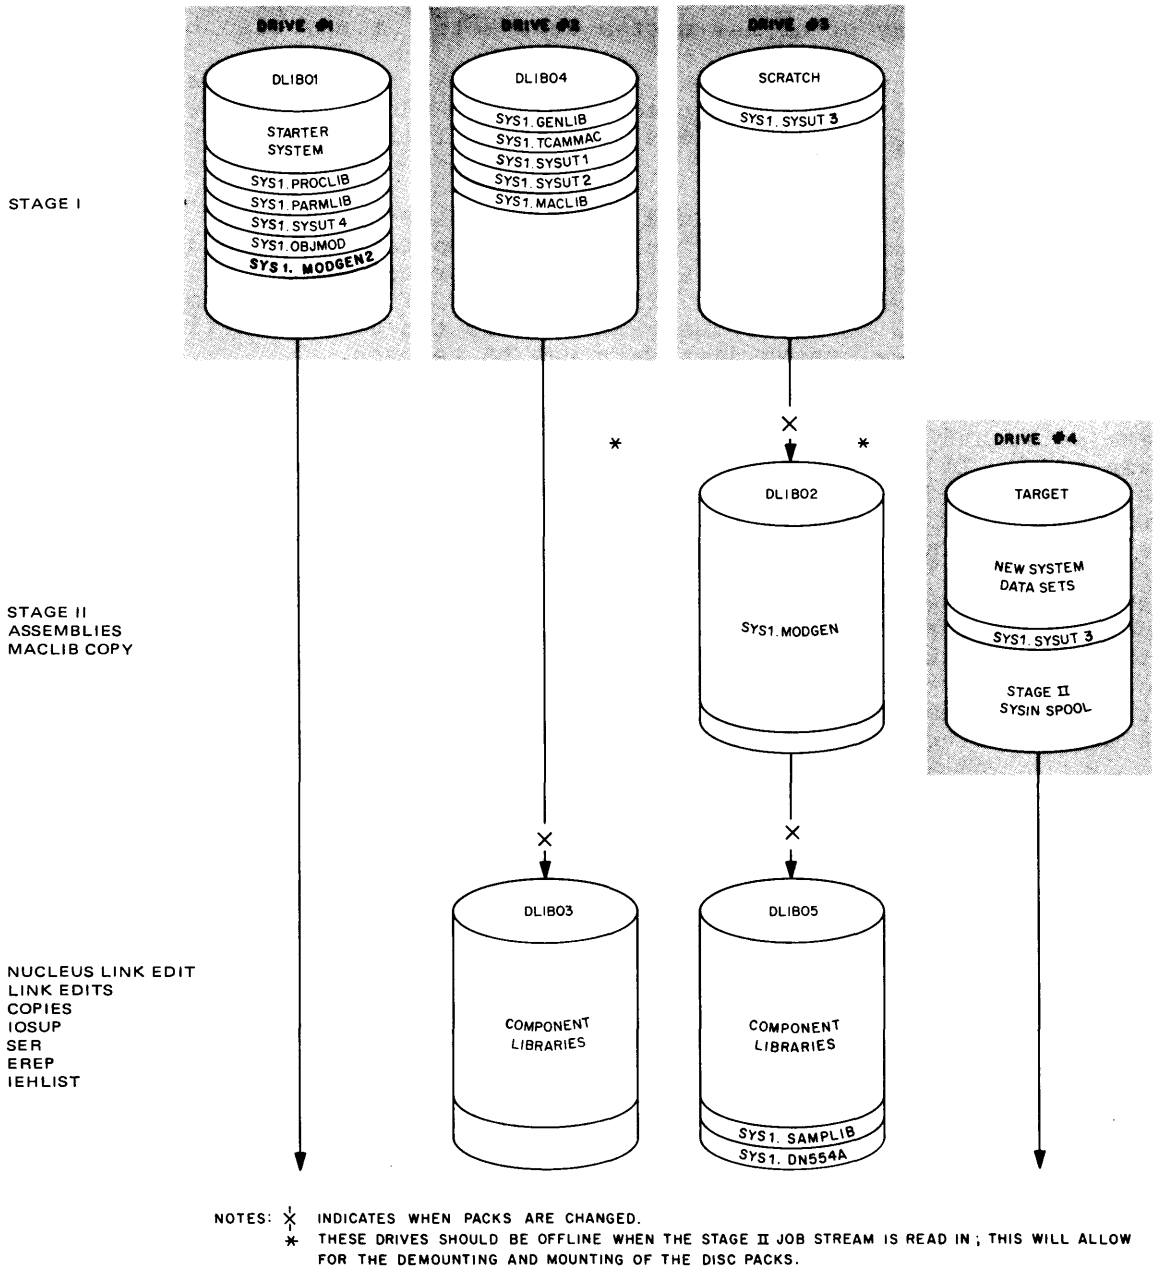 DRIVE #1
DLIB01
STARTER
SYSTEM
SYS1.PROCLIB
SYS1.PARMLIB
SYS1.SYSUT4
SYS1.OBJMOD
SYS1. MODGEN2
DRIVE #2
DLIB04
SYS1.GENLIB
SYS1.TCAMMAC
SYS1.SYSUT1
SYS1.SYSUT2
SYS1.MACLIB
DRIVE #3
SCRATCH
SYS1.SYSUT 3
STAGE I
*
*
DRIVE #4
TARGET
NEW SYSTEM
DATA SETS
SYS1.SYSUT 3
STAGE II
SYSIN SPOOL
DLIB02
SYS1.MODGEN
STAGE II
ASSEMBLIES
MACLIB COPY
DLIB03
COMPONENT
LIBRARIES
DLIB05
COMPONENT
LIBRARIES
SYS1. SAMPLIB
SYS1. DN554A
NUCLEUS LINK EDIT
LINK EDITS
COPIES
IOSUP
SER
EREP
IEHLIST
NOTES: X INDICATES WHEN PACKS ARE CHANGED.
* THESE DRIVES SHOULD BE OFFLINE WHEN THE STAGE II JOB STREAM IS READ IN; THIS WILL ALLOW
FOR THE DEMOUNTING AND MOUNTING OF THE DISC PACKS.